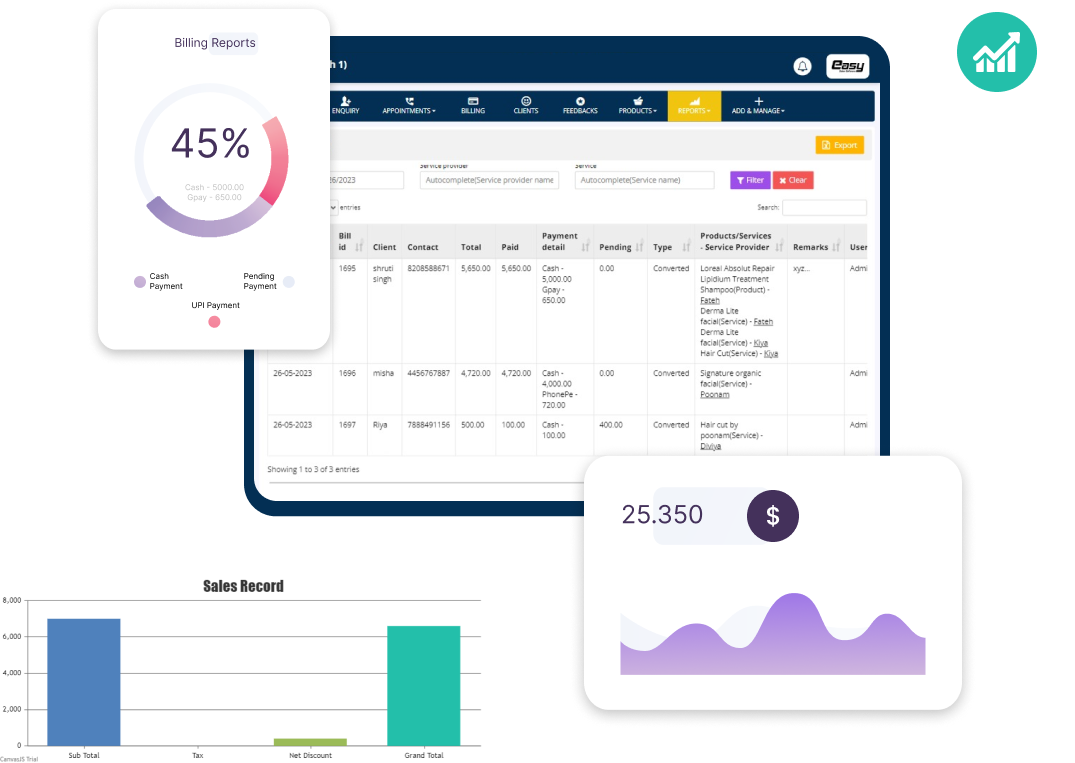 Billing Reports
45%
Cash - 5000.00
Gpay - 650.00
Cash
Payment
Pending
Payment
UPI Payment
h 1)
easy
ENQUIRY
APPOINTMENTS
BILLING
CLIENTS
FEEDBACKS
PRODUCTS
REPORTS
ADD & MANAGE
Export
Service provider
Service
26/2023
Autocomplete(Service provider name
Autocomplete(Service name)
Filter
Clear
entries
Search:
Bill
id
Client
Contact
Total
Paid
Payment
detail
Pending
Type
Products/Services
- Service Provider
Remarks
User
1695
shruti
singh
8208588671
5,650.00
5,650.00
Cash -
5,000.00
Gpay -
650.00
0.00
Converted
Loreal Absolut Repair
Lipidium Treatment
Shampoo(Product) -
Fateh
Derma Lite
facial(Service) - Fateh
Derma Lite
facial(Service) - Kiya
Hair Cut(Service) - Kiya
xyz...
Admi
26-05-2023
1696
misha
4456767887
4,720.00
4,720.00
Cash -
4,000.00
PhonePe -
720.00
0.00
Converted
Signature organic
facial(Service) -
Poonam
Admi
26-05-2023
1697
Riya
7888491156
500.00
100.00
Cash -
100.00
400.00
Converted
Hair cut by
poonam(Service) -
Diviya
Admi
Showing 1 to 3 of 3 entries
25.350
$
Sales Record
8,000
6,000
4,000
2,000
0
Sub Total
Tax
Net Discount
Grand Total
CanvasJS Trial